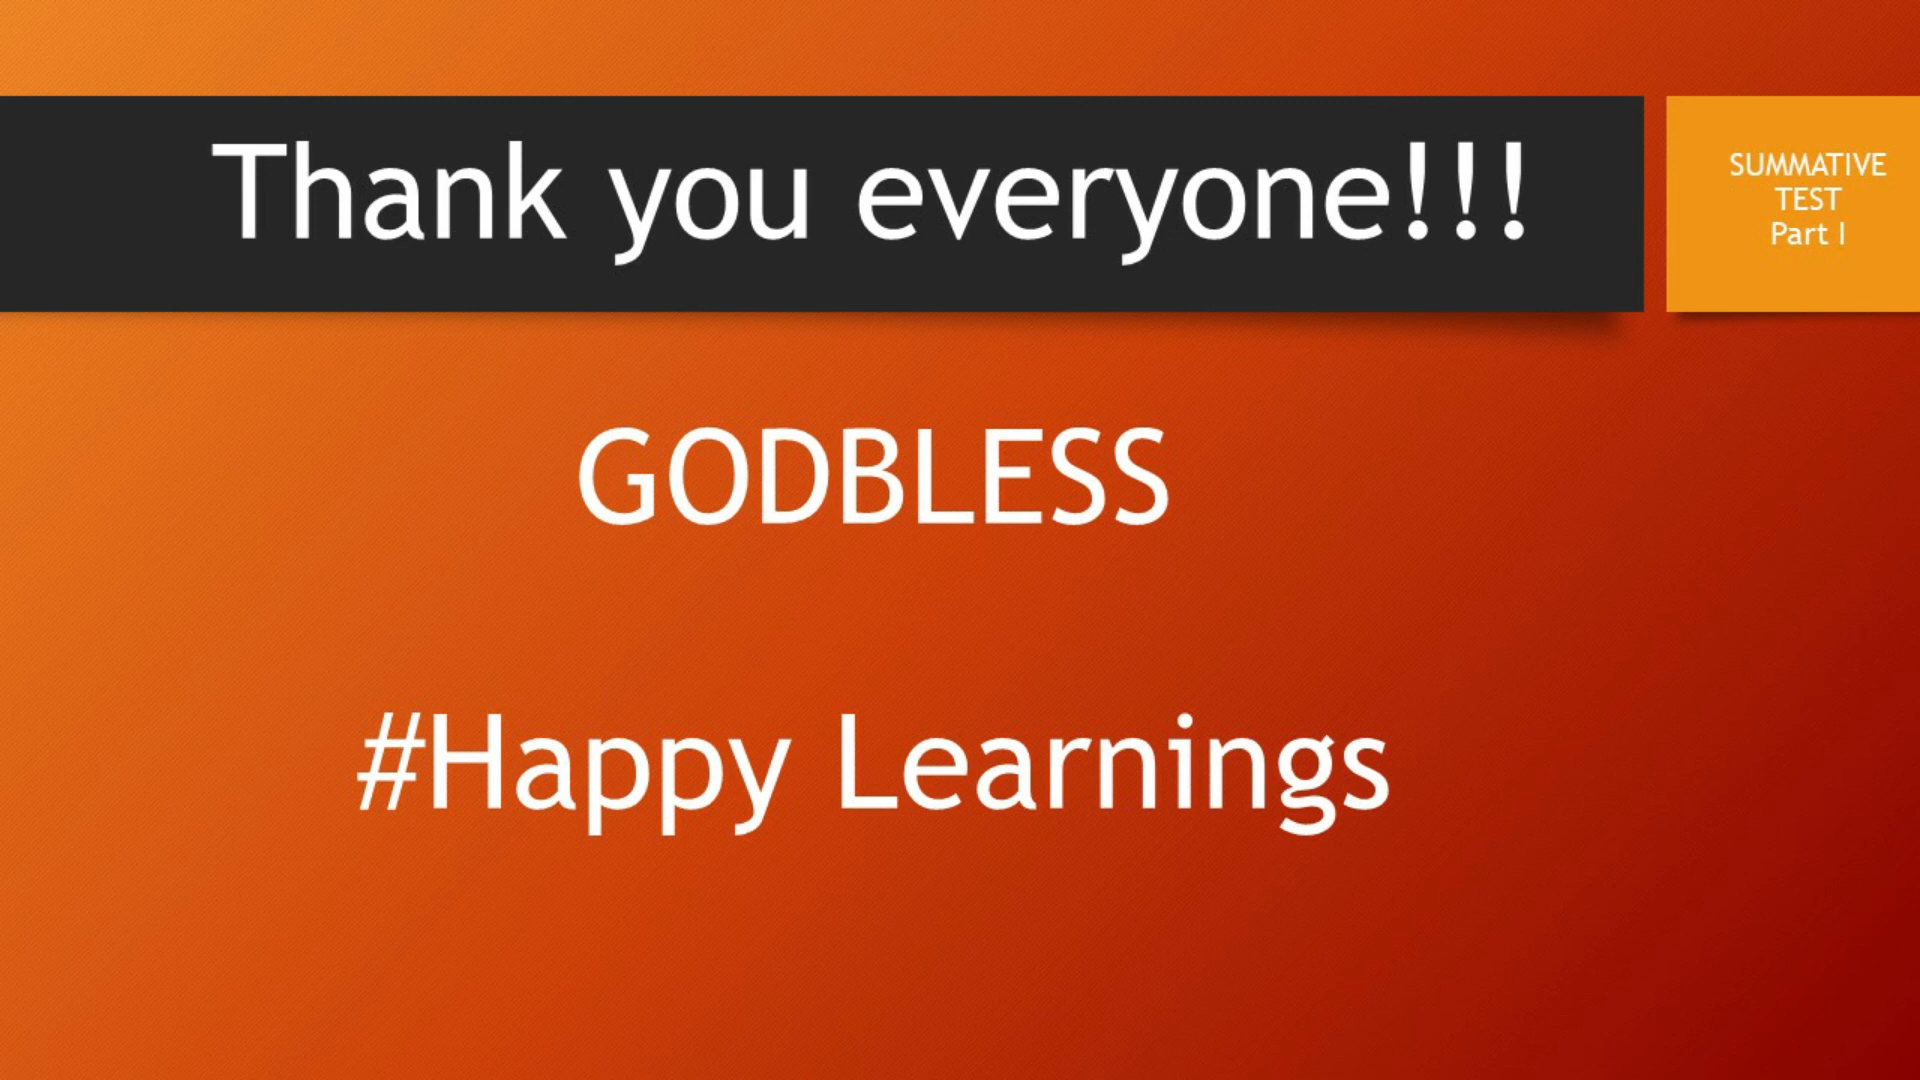 Thank you everyone!!!
SUMMATIVE
TEST
Part I
GODBLESS
#Happy Learnings